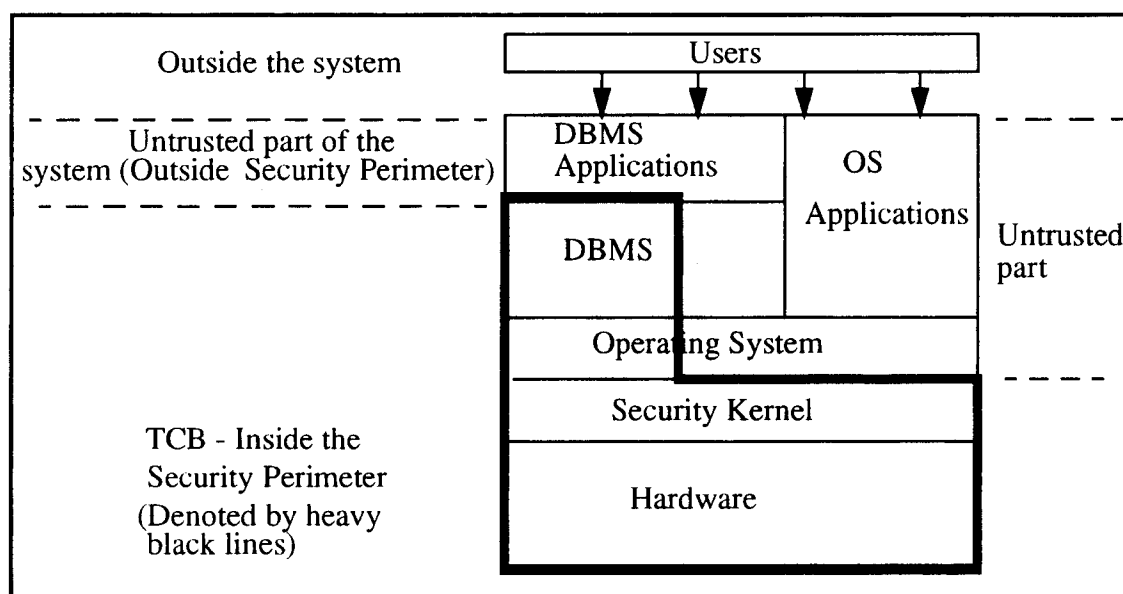 Outside the system
Users
Untrusted part of the
system (Outside Security Perimeter)
DBMS
Applications
OS
Applications
DBMS
Untrusted
part
Operating System
Security Kernel
TCB - Inside the
Security Perimeter
(Denoted by heavy
black lines)
Hardware